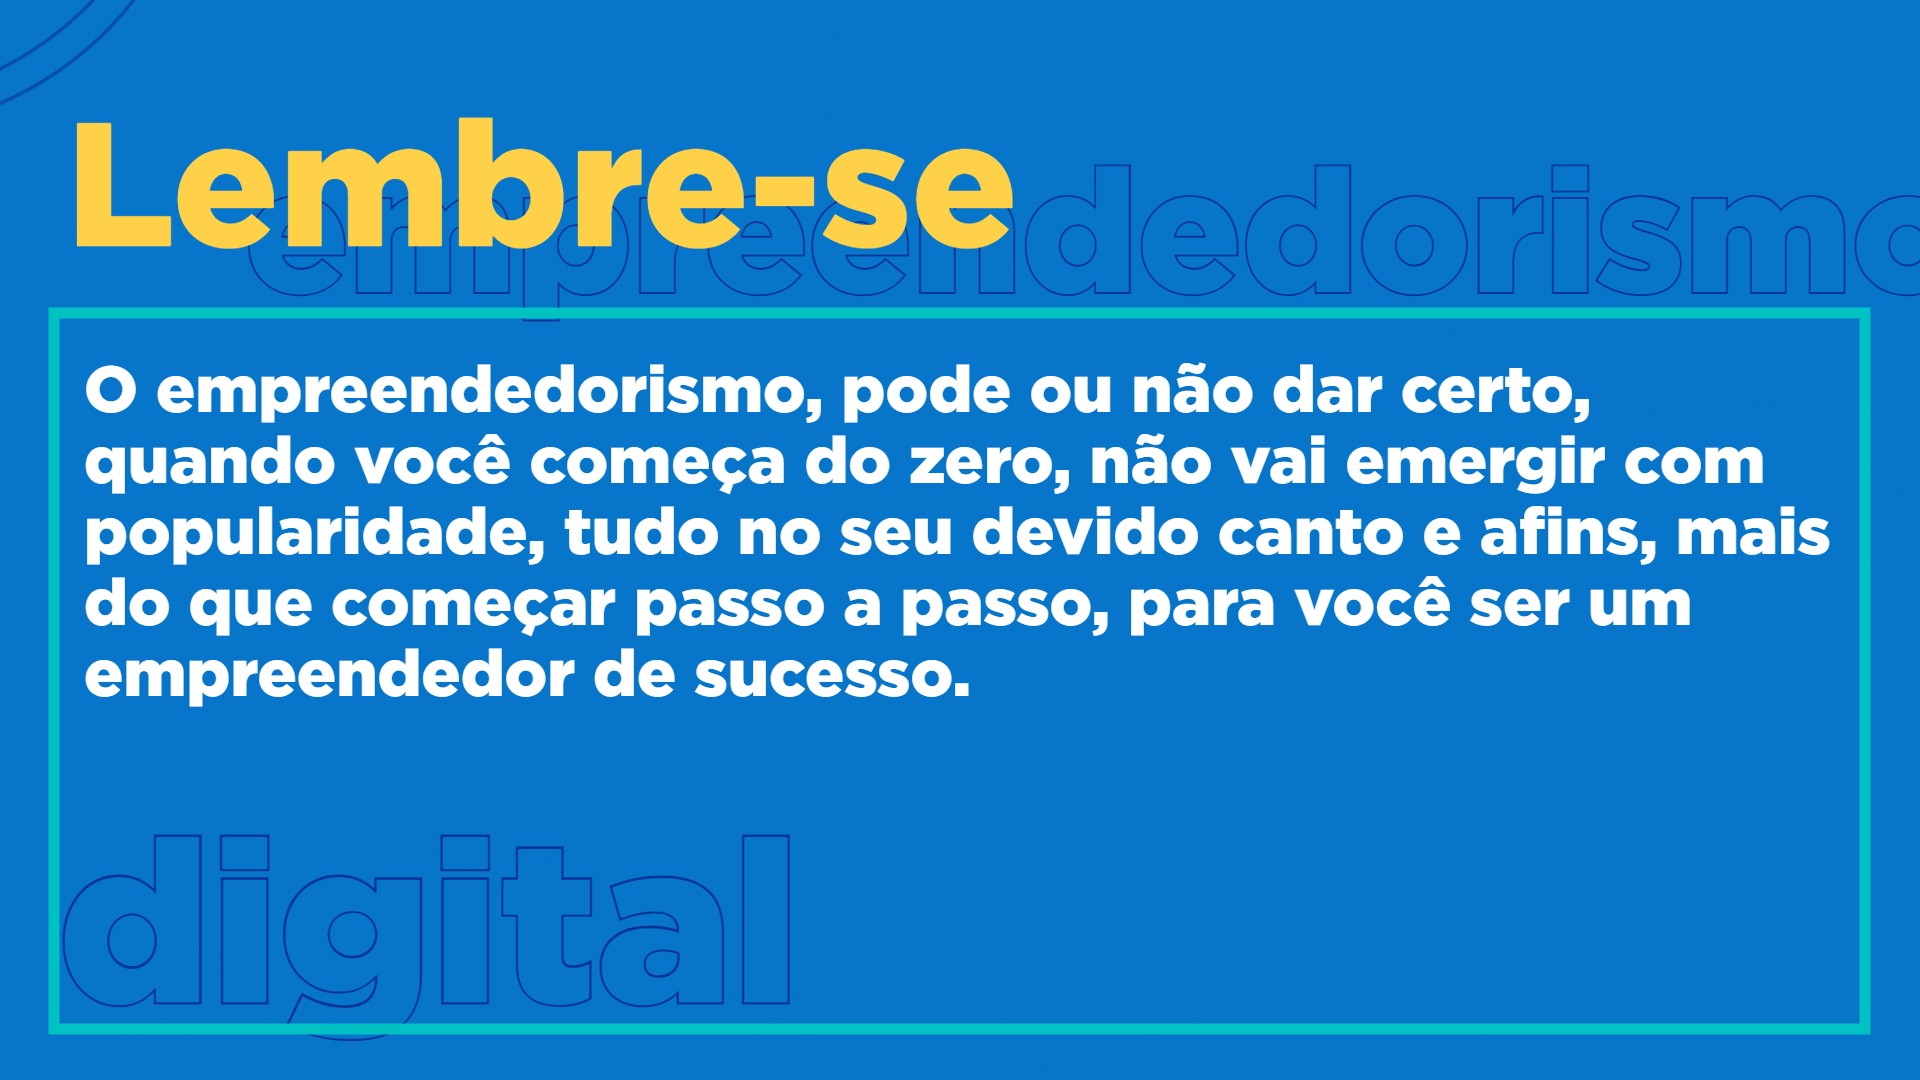 Lembre-se
empreendedorismo
O empreendedorismo, pode ou não dar certo,
quando você começa do zero, não vai emergir com
popularidade, tudo no seu devido canto e afins, mais
do que começar passo a passo, para você ser um
empreendedor de sucesso.
digital